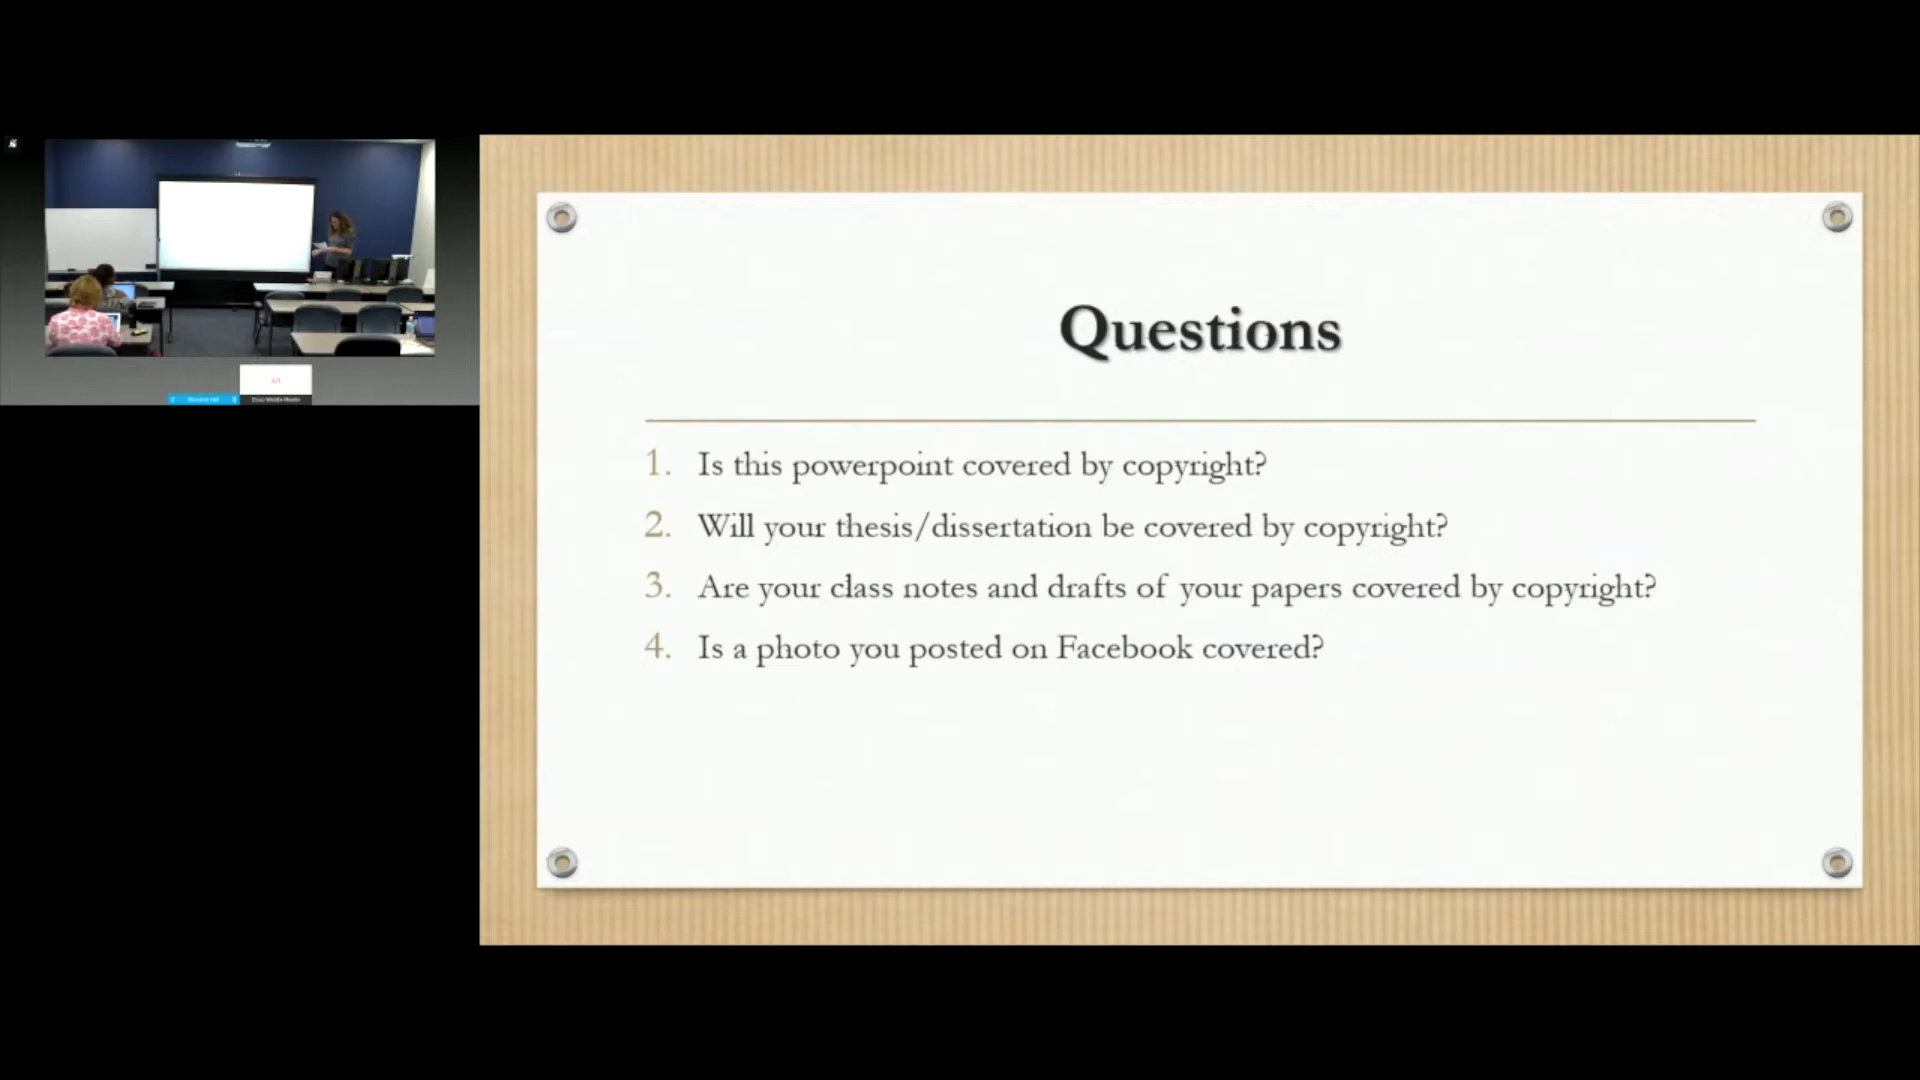 Questions
1. Is this powerpoint covered by copyright?
2. Will your thesis/dissertation be covered by copyright?
3. Are your class notes and drafts of your papers covered by copyright?
4. Is a photo you posted on Facebook covered?